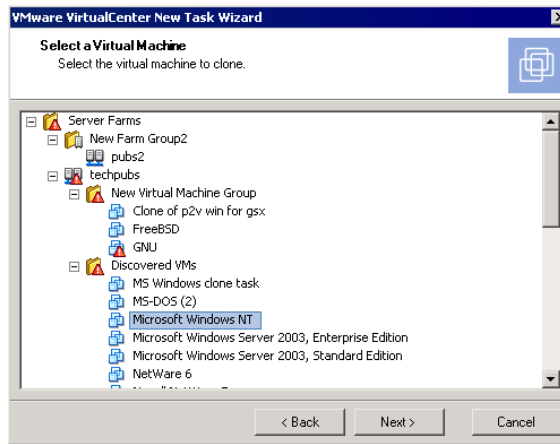 VMware VirtualCenter New Task Wizard
Select a Virtual Machine
Select the virtual machine to clone.
Server Farms
New Farm Group2
pubs2
techpubs
New Virtual Machine Group
Clone of p2v win for gsx
FreeBSD
GNU
Discovered VMs
MS Windows clone task
MS-DOS (2)
Microsoft Windows NT
Microsoft Windows Server 2003, Enterprise Edition
Microsoft Windows Server 2003, Standard Edition
NetWare 6
< Back
Next >
Cancel